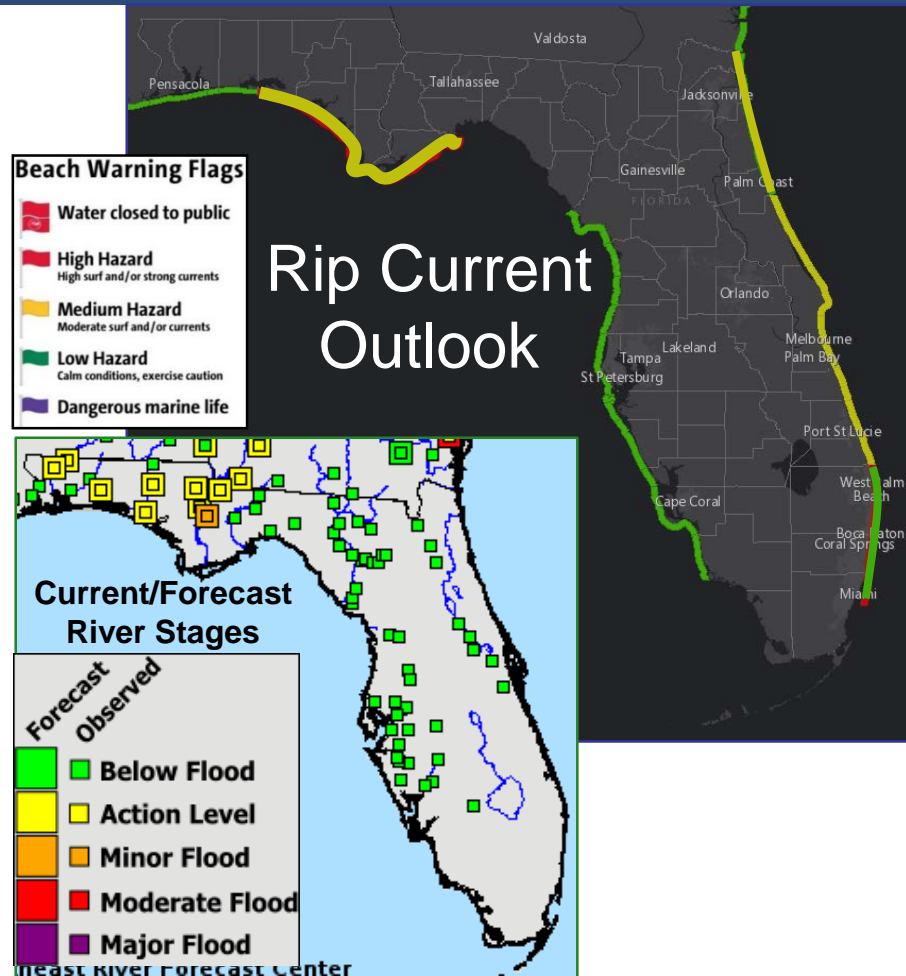 Valdosta
Pensacola
Tallahassee
Jacksonville
Gainesville
Palm Coast
FLORIDA
Beach Warning Flags
Water closed to public
High Hazard
High surf and/or strong currents
Medium Hazard
Moderate surf and/or currents
Low Hazard
Calm conditions, exercise caution
Dangerous marine life
Rip Current
Outlook
Orlando
Melbourne
Palm Bay
Lakeland
Tampa
St Petersburg
Port St Lucie
West Palm
Beach
Cape Coral
Boca Raton
Coral Springs
Miami
Current/Forecast
River Stages
Forecast
Observed
Below Flood
Action Level
Minor Flood
Moderate Flood
Major Flood
heast River Forecast Center